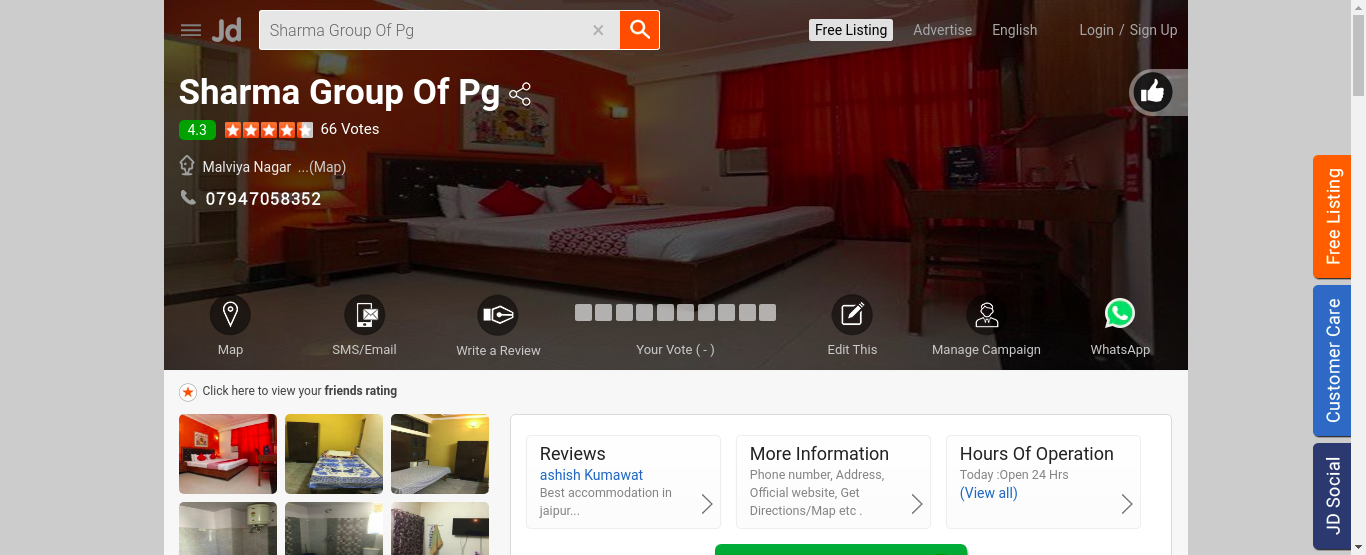 Jd
Sharma Group Of Pg ×
Free Listing
Advertise
English
Login / Sign Up
Sharma Group Of Pg
4.3
66 Votes
Malviya Nagar ...(Map)
07947058352
Map
SMS/Email
Write a Review
Your Vote ( - )
Edit This
Manage Campaign
WhatsApp
Free Listing
Customer Care
JD Social
Click here to view your friends rating
Reviews
ashish Kumawat
Best accommodation in
jaipur...
More Information
Phone number, Address,
Official website, Get
Directions/Map etc .
Hours Of Operation
Today :Open 24 Hrs
(View all)